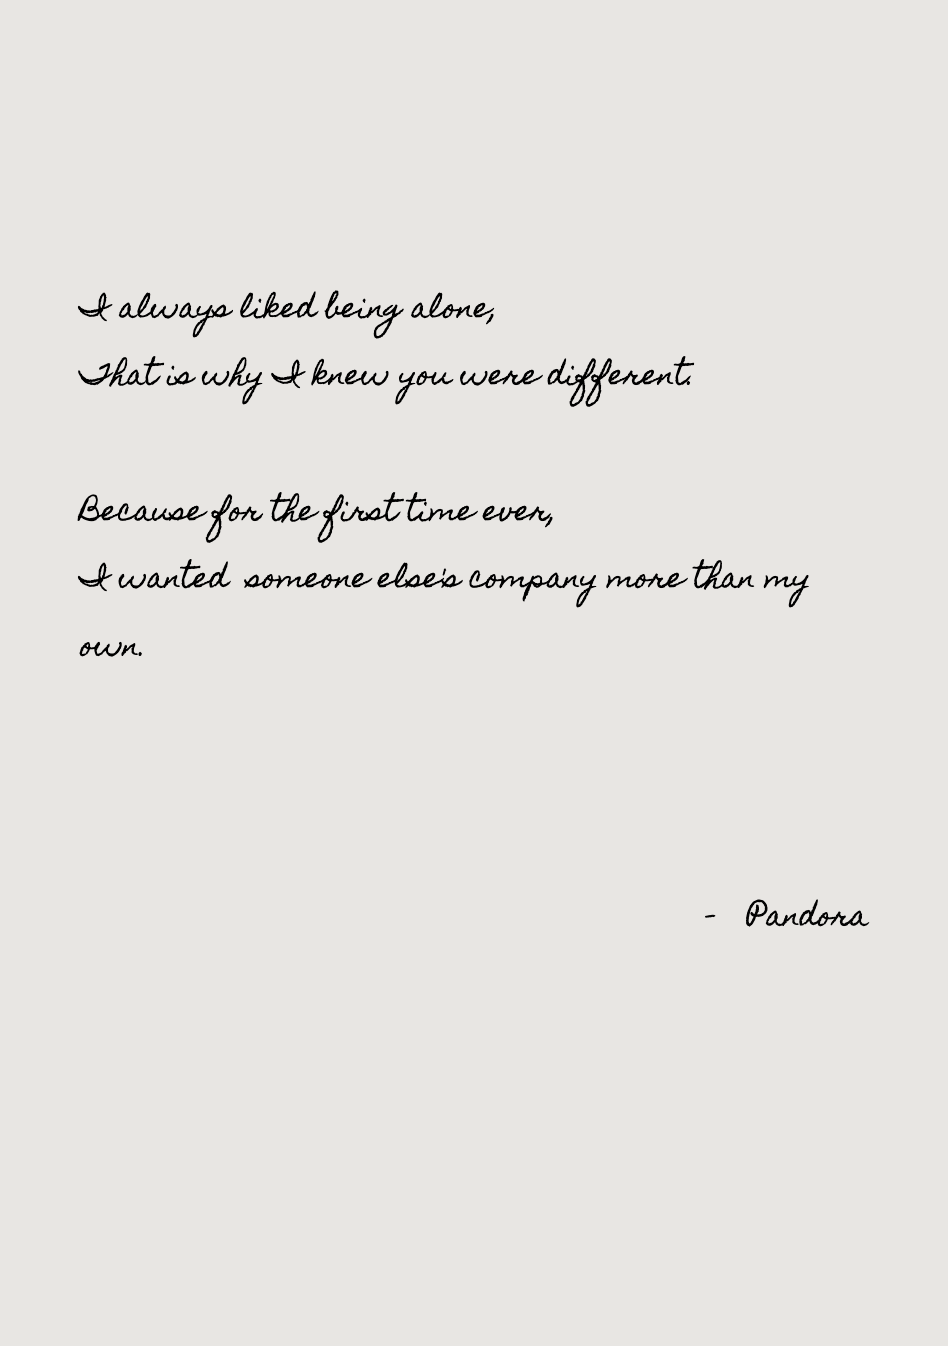 I always liked being alone,
That is why I knew you were different.
Because for the first time ever,
I wanted someone else's company more than my
own.
- Pandora